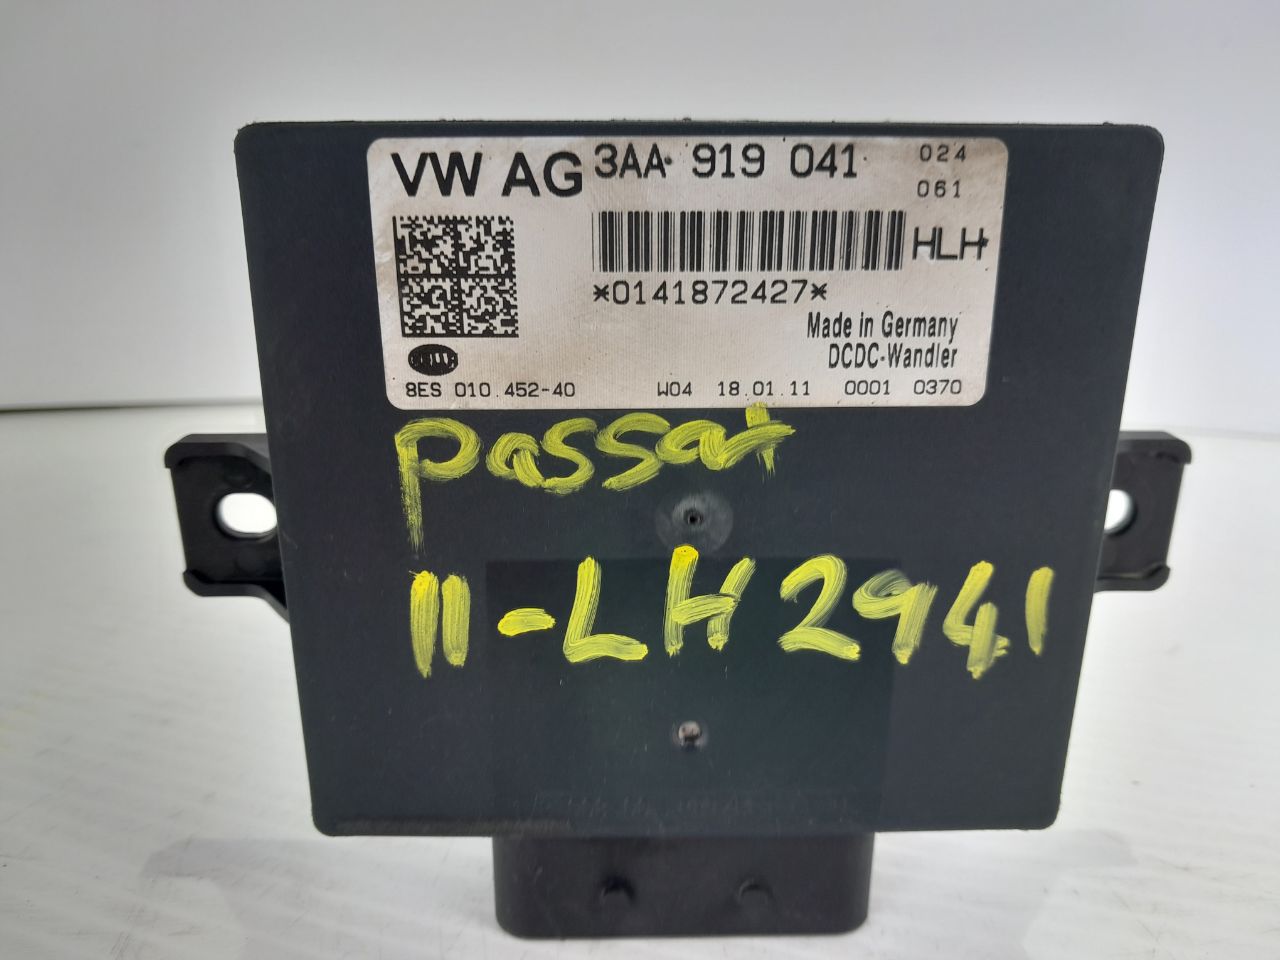 VW AG 3AA 919 041 024
061
HLH
*0141872427*
Made in Germany
DCDC-Wandler
HELLA
8ES 010.452-40 W04 18.01.11 0001 0370
Passat
11-LH2941